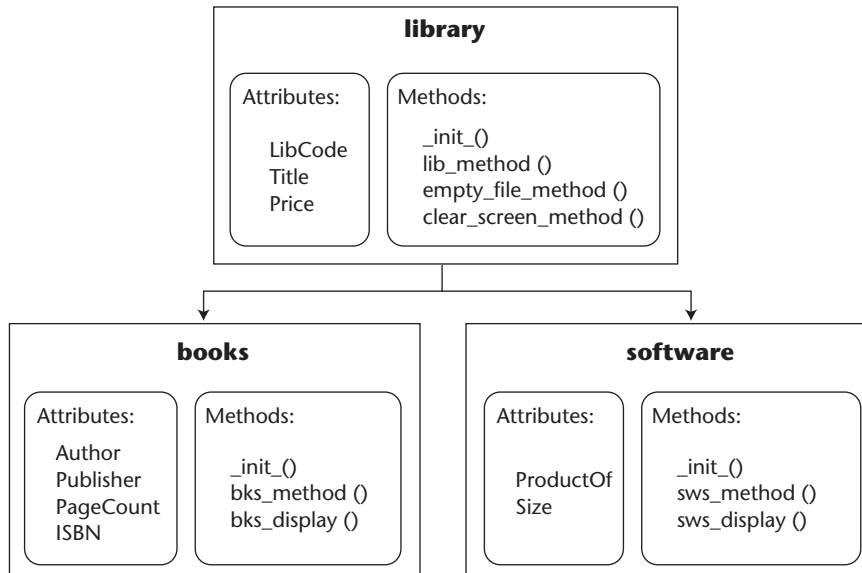 library
Attributes:
LibCode
Title
Price
Methods:
_init_()
lib_method ()
empty_file_method ()
clear_screen_method ()
books
Attributes:
Author
Publisher
PageCount
ISBN
Methods:
_init_()
bks_method ()
bks_display ()
software
Attributes:
ProductOf
Size
Methods:
_init_()
sws_method ()
sws_display ()